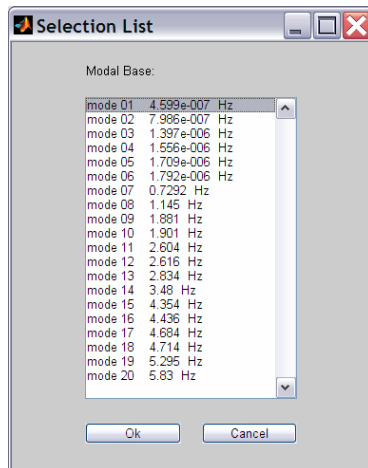 Selection List
Modal Base:
mode 01 4.599e-007 Hz
mode 02 7.986e-007 Hz
mode 03 1.397e-006 Hz
mode 04 1.556e-006 Hz
mode 05 1.709e-006 Hz
mode 06 1.792e-006 Hz
mode 07 0.7292 Hz
mode 08 1.145 Hz
mode 09 1.881 Hz
mode 10 1.901 Hz
mode 11 2.604 Hz
mode 12 2.616 Hz
mode 13 2.834 Hz
mode 14 3.48 Hz
mode 15 4.354 Hz
mode 16 4.436 Hz
mode 17 4.684 Hz
mode 18 4.714 Hz
mode 19 5.295 Hz
mode 20 5.83 Hz
Ok Cancel